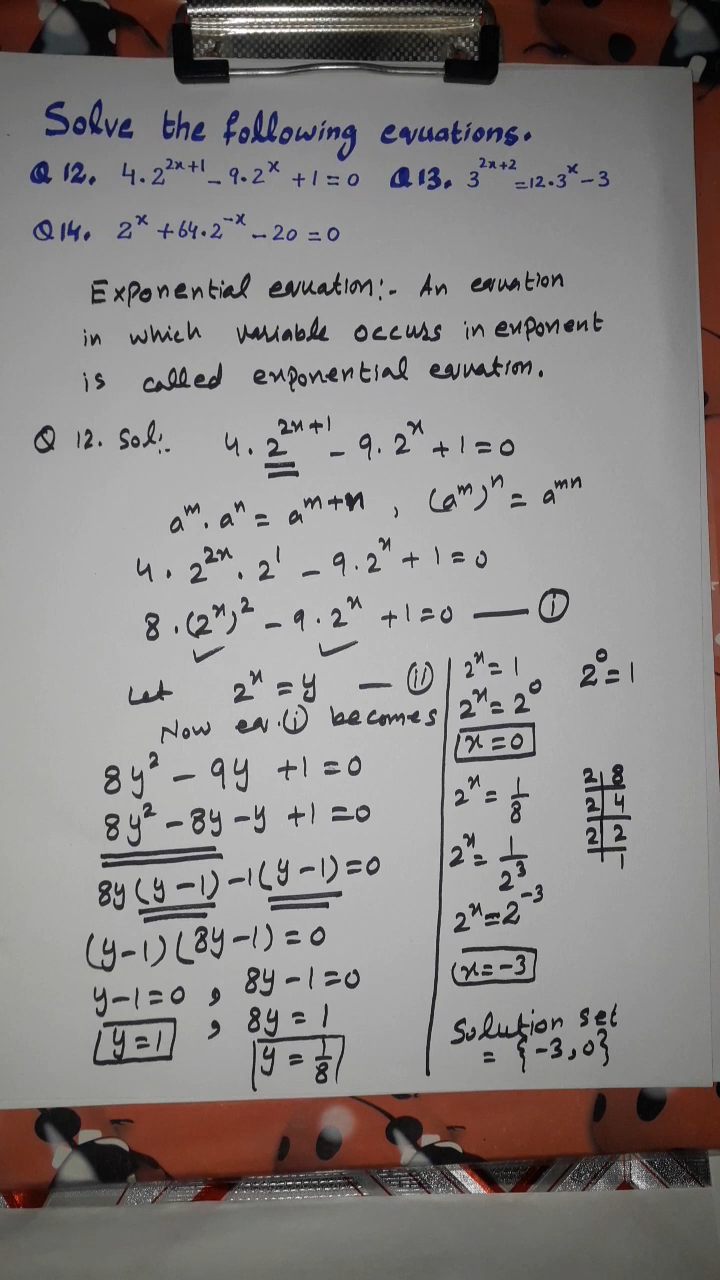 Solve the following equations.
Q 12. 4.2^{2x+1} - 9.2^x + 1 = 0 Q 13. 3^{2x+2} = 12.3^x - 3
Q 14. 2^x + 64.2^{-x} - 20 = 0
Exponential equation:- An equation
in which variable occurs in exponent
is called exponential equation.
Q 12. Sol:. 4.2^{2x+1} - 9.2^x + 1 = 0
a^m . a^n = a^{m+n} , (a^m)^n = a^{mn}
4 . 2^{2x} . 2^1 - 9.2^x + 1 = 0
8 . (2^x)^2 - 9.2^x + 1 = 0 — (i)
Let 2^x = y — (ii)
Now eq. (i) becomes
8y^2 - 9y + 1 = 0
8y^2 - 8y - y + 1 = 0
8y (y - 1) - 1 (y - 1) = 0
(y - 1) (8y - 1) = 0
y - 1 = 0 , 8y - 1 = 0
y = 1 , 8y = 1
y = 1/8
2^x = 1 2^0 = 1
2^x = 2^0
x = 0
2^x = 1/8
2^x = 1/2^3
2^x = 2^{-3}
x = -3
2 | 8
2 | 4
2 | 2
1
Solution set
= {-3, 0}